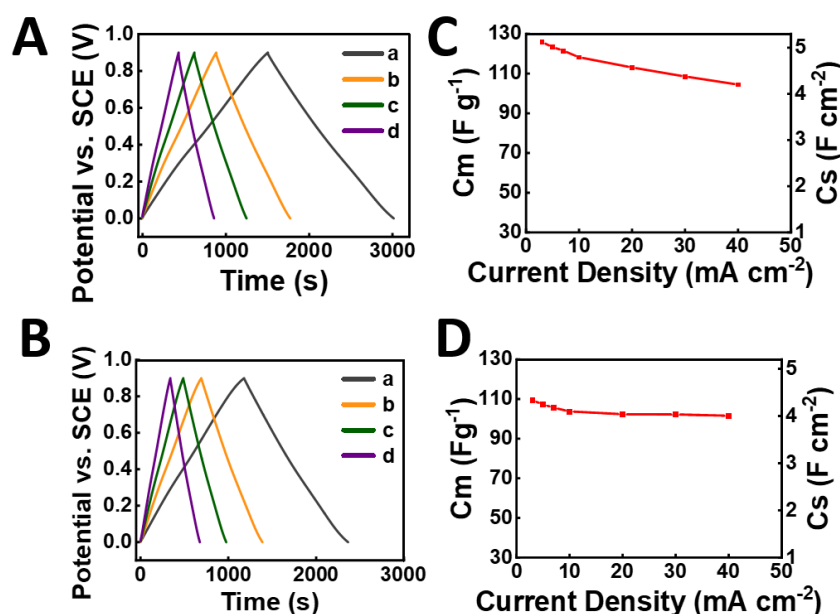 A
Potential vs. SCE (V)
1.0
0.8
0.6
0.4
0.2
0.0
a
b
c
d
0 1000 2000 3000
Time (s)
C
Cm (F g-1)
130
110
90
70
50
30
5
4
3
2
1
Cs (F cm-2)
0 10 20 30 40 50
Current Density (mA cm-2)
B
Potential vs. SCE (V)
1.0
0.8
0.6
0.4
0.2
0.0
a
b
c
d
0 1000 2000 3000
Time (s)
D
Cm (Fg-1)
130
110
90
70
50
30
5
4
3
2
1
Cs (F cm-2)
0 10 20 30 40 50
Current Density (mA cm-2)